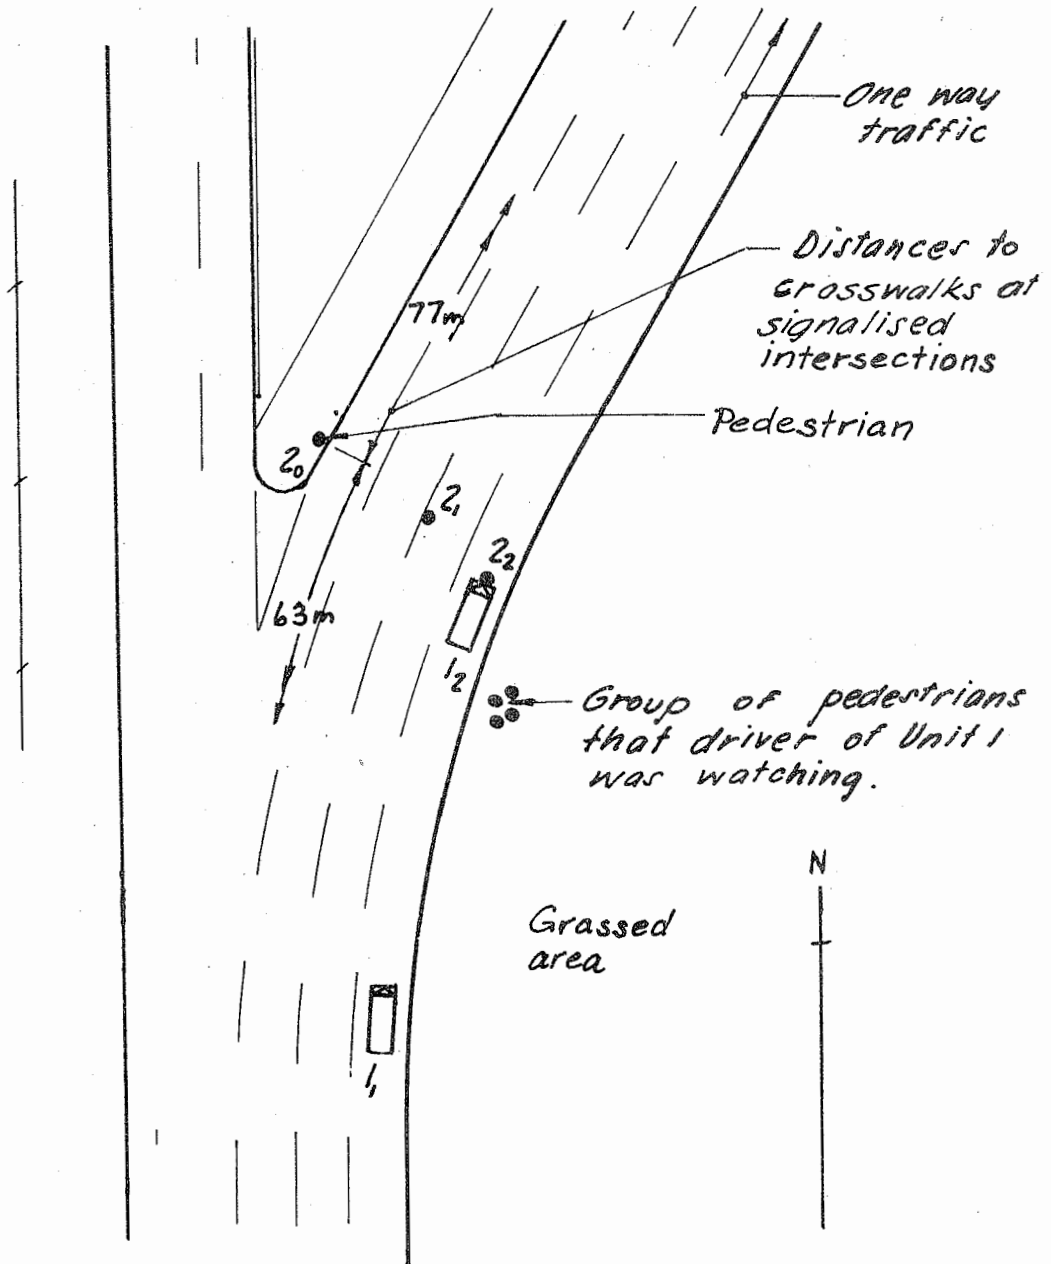 One way
traffic
Distances to
crosswalks at
signalised
intersections
77m
Pedestrian
2₀
2₁
2₂
63m
1₂
Group of pedestrians
that driver of Unit 1
was watching.
N
Grassed
area
1₁